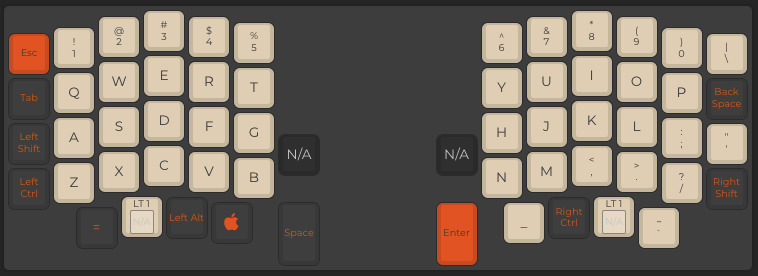 Esc ! 1 @ 2 # 3 $ 4 % 5 ^ 6 & 7 * 8 ( 9 ) 0 | \
Tab Q W E R T Y U I O P Back Space
Left Shift A S D F G N/A N/A H J K L : ; " '
Left Ctrl Z X C V B N M < , > . ? / Right Shift
= LT 1 N/A Left Alt Space Enter _ Right Ctrl LT 1 N/A ~ `